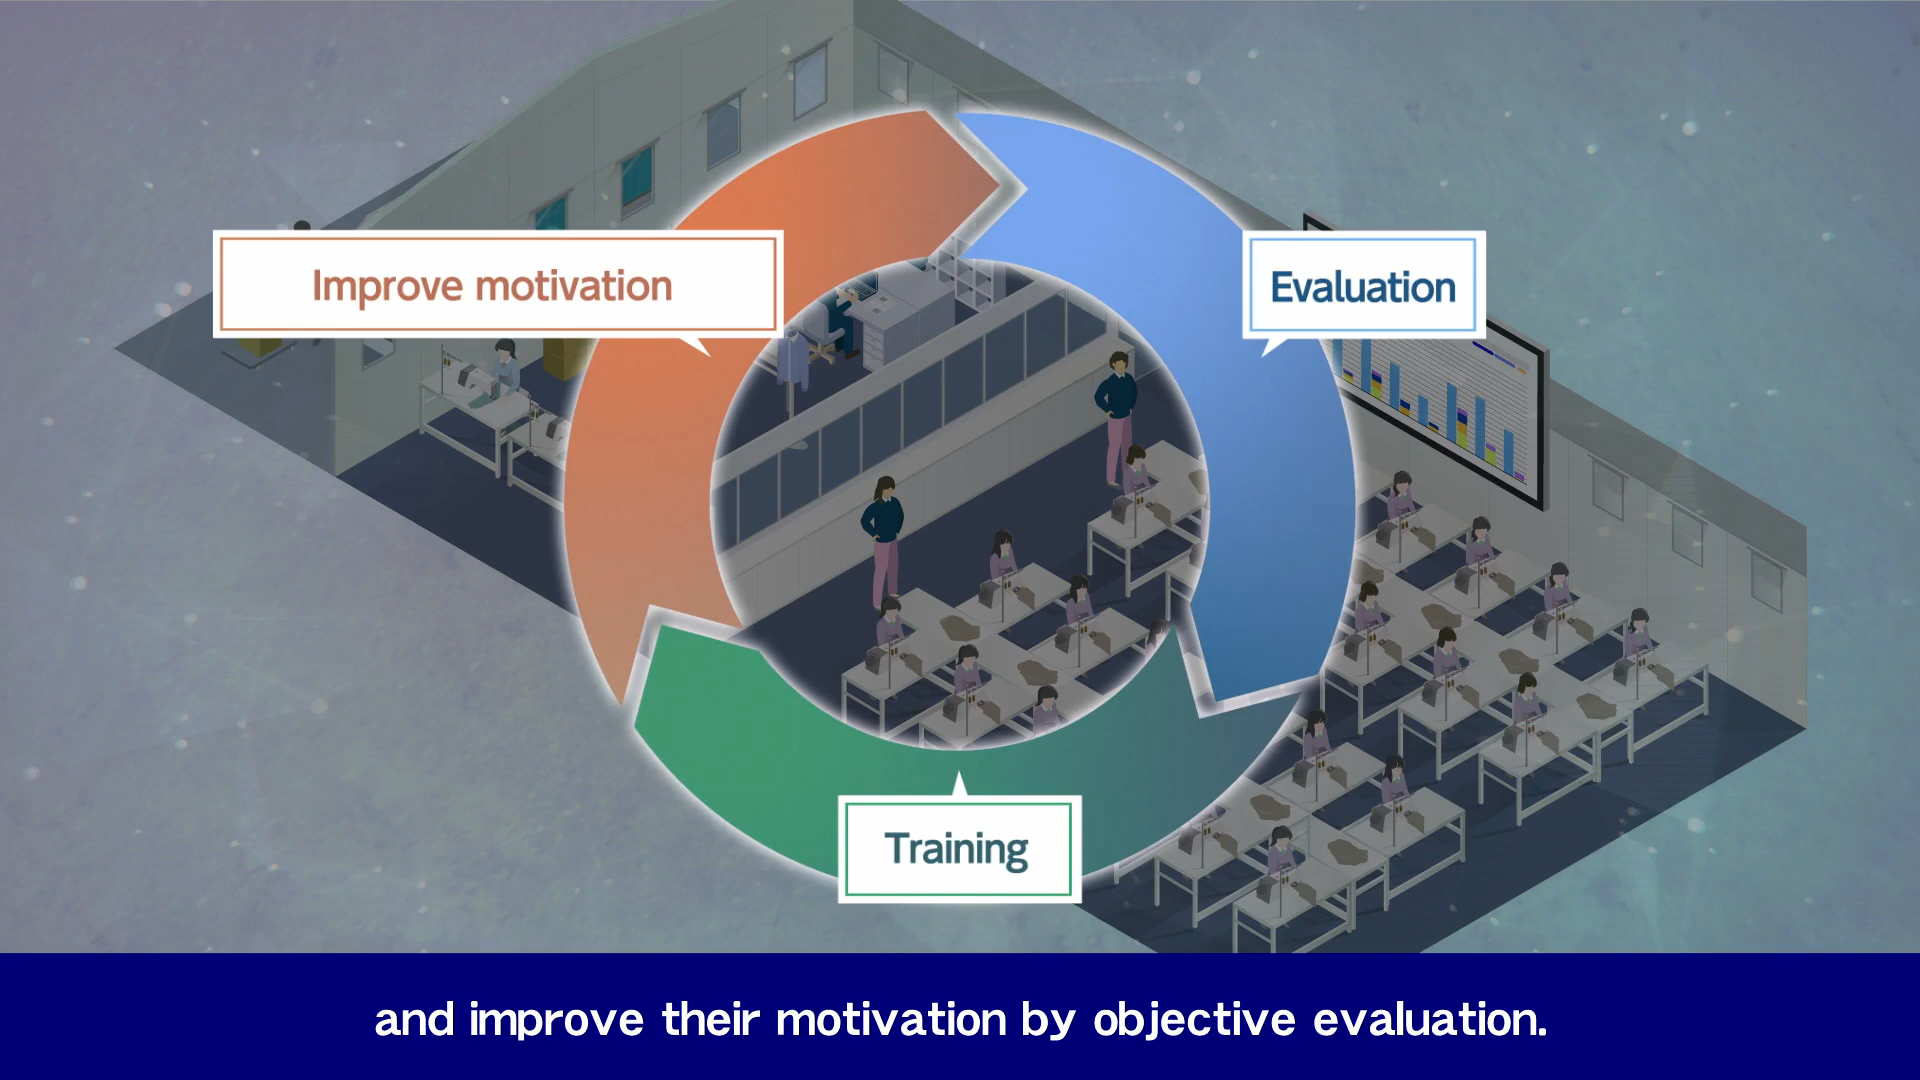 Improve motivation
Evaluation
Training
and improve their motivation by objective evaluation.